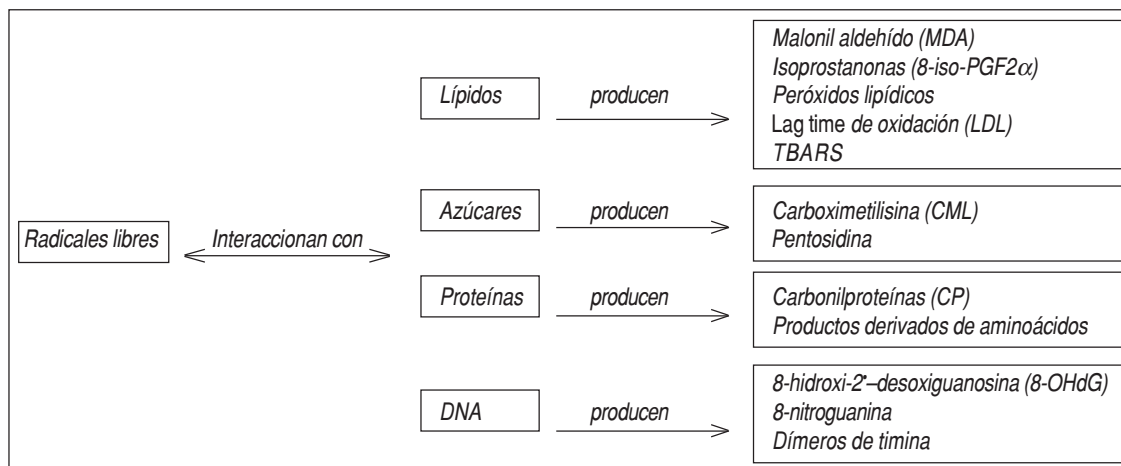 Radicales libres
Interaccionan con
Lípidos
producen
Malonil aldehído (MDA)
Isoprostanonas (8-iso-PGF2α)
Peróxidos lipídicos
Lag time de oxidación (LDL)
TBARS
Azúcares
producen
Carboximetilisina (CML)
Pentosidina
Proteínas
producen
Carbonilproteínas (CP)
Productos derivados de aminoácidos
DNA
producen
8-hidroxi-2•–desoxiguanosina (8-OHdG)
8-nitroguanina
Dímeros de timina